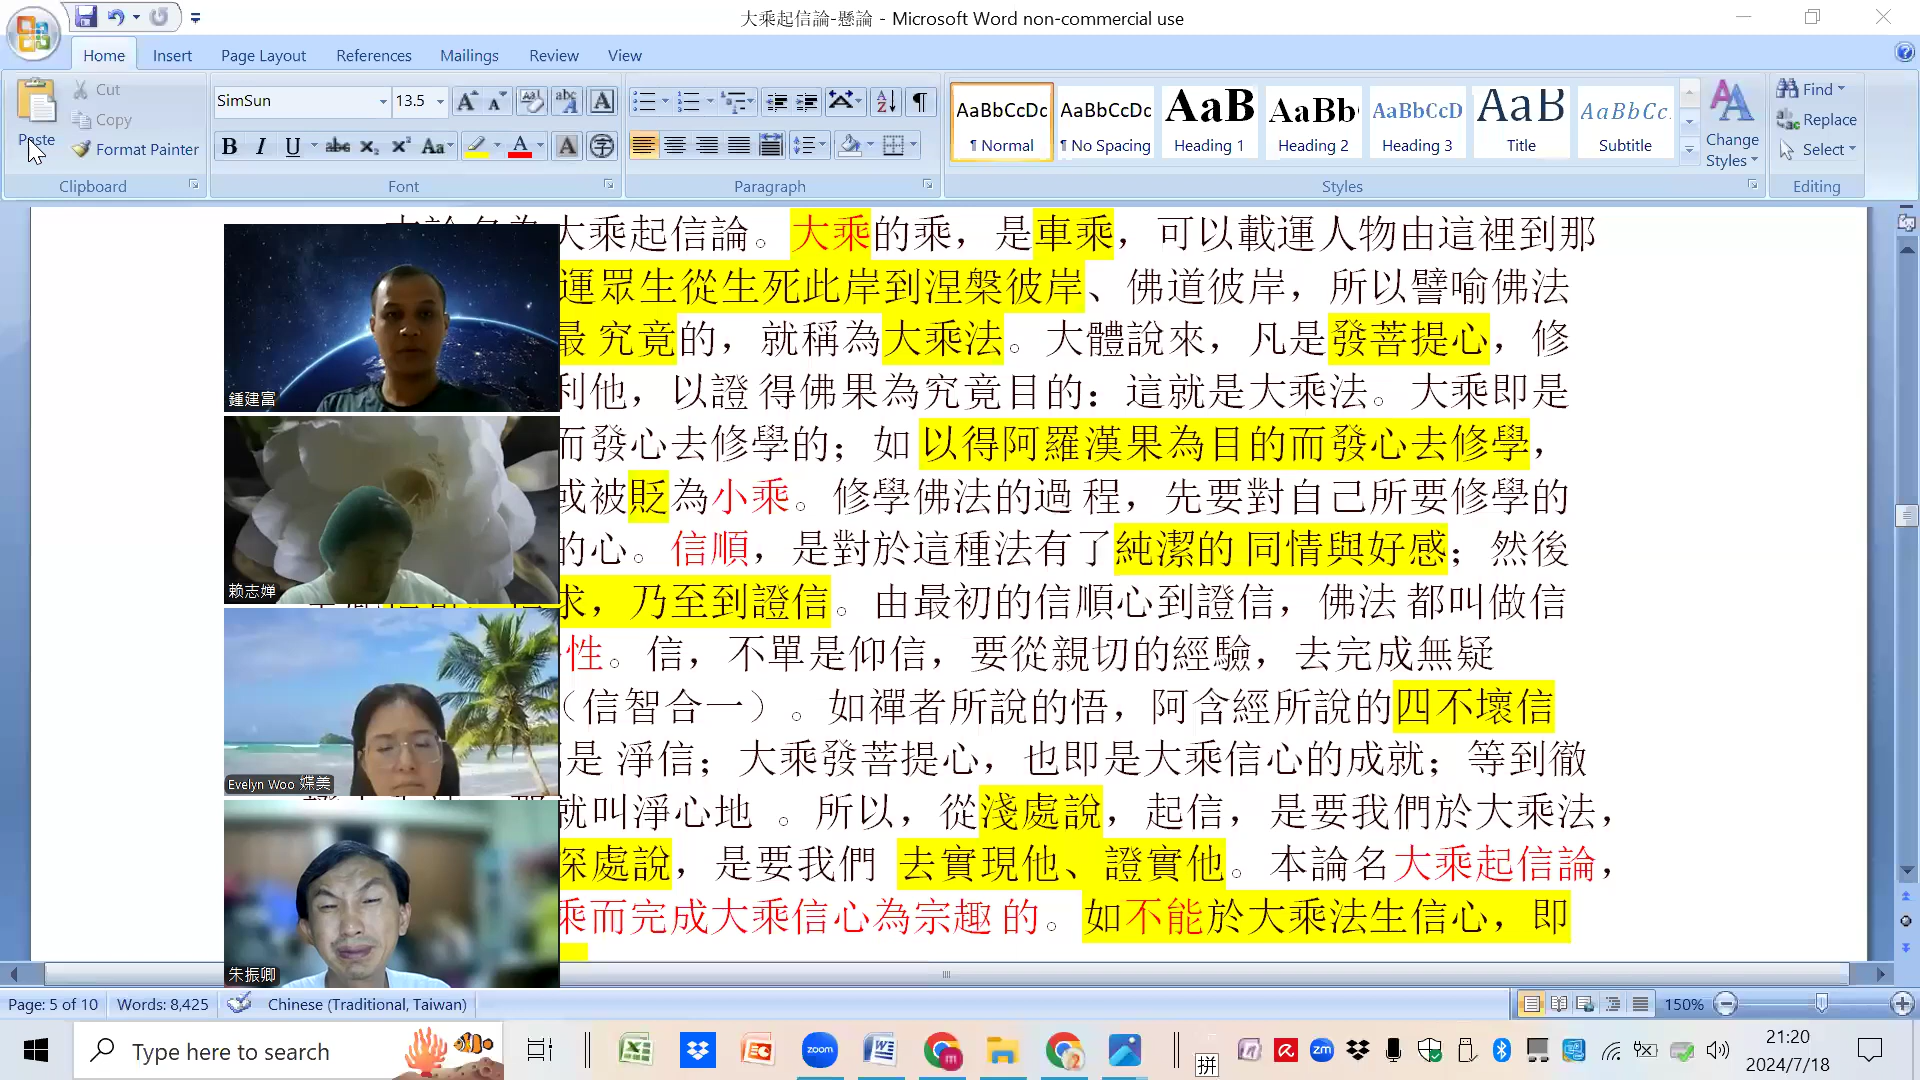 大乘起信論-懸論 - Microsoft Word non-commercial use
Home Insert Page Layout References Mailings Review View
Paste
Cut
Copy
Format Painter
Clipboard
SimSun 13.5
Font
Paragraph
AaBbCcDc AaBbCcDc AaB AaBb AaBbCcD AaB AaBbCc.
¶ Normal ¶ No Spacing Heading 1 Heading 2 Heading 3 Title Subtitle
Styles
Change Styles
Find
Replace
Select
Editing
大乘起信論。大乘的乘，是車乘，可以載運人物由這裡到那
運眾生從生死此岸到涅槃彼岸、佛道彼岸，所以譬喻佛法
最 究竟的，就稱為大乘法。大體說來，凡是發菩提心，修
利他，以證 得佛果為究竟目的：這就是大乘法。大乘即是
而發心去修學的；如 以得阿羅漢果為目的而發心去修學，
或被貶為小乘。修學佛法的過 程，先要對自己所要修學的
的心。信順，是對於這種法有了純潔的 同情與好感；然後
求，乃至到證信。由最初的信順心到證信，佛法 都叫做信
性。信，不單是仰信，要從親切的經驗，去完成無疑
（信智合一）。如禪者所說的悟，阿含經所說的四不壞信
是 淨信；大乘發菩提心，也即是大乘信心的成就；等到徹
就叫淨心地 。所以，從淺處說，起信，是要我們於大乘法，
深處說，是要我們 去實現他、證實他。本論名大乘起信論，
乘而完成大乘信心為宗趣 的。如不能於大乘法生信心，即
鍾建富
赖志婵
Evelyn Woo 媒美
朱振卿
Page: 5 of 10 Words: 8,425 Chinese (Traditional, Taiwan) 150%
Type here to search
zoom
zm
拼
21:20
2024/7/18